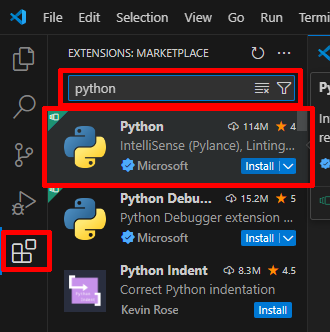 File Edit Selection View Go Run Terminal
EXTENSIONS: MARKETPLACE
python
Python 114M 4
IntelliSense (Pylance), Linting...
Microsoft Install
Python Debu... 15.2M 5
Python Debugger extension ...
Microsoft Install
Python Indent 8.3M 4.5
Correct Python indentation
Kevin Rose Install